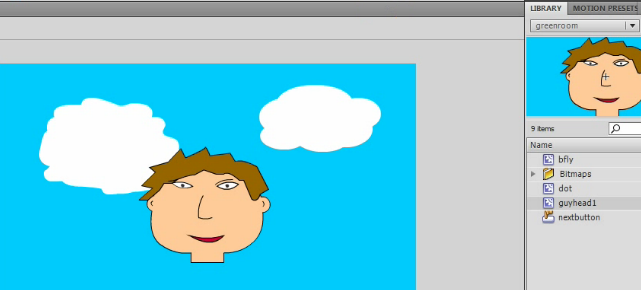 LIBRARY MOTION PRESETS
greenroom
9 items
Name
bfly
Bitmaps
dot
guyhead1
nextbutton